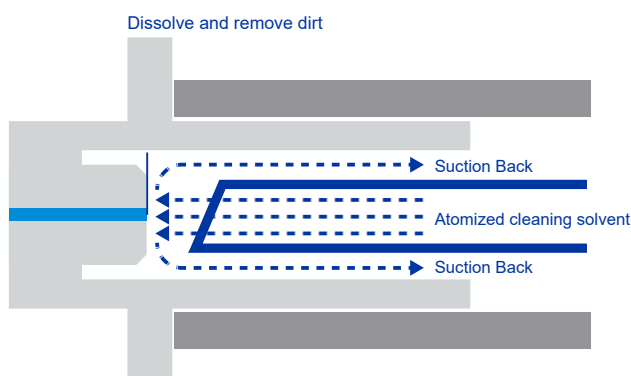 Dissolve and remove dirt
Suction Back
Atomized cleaning solvent
Suction Back